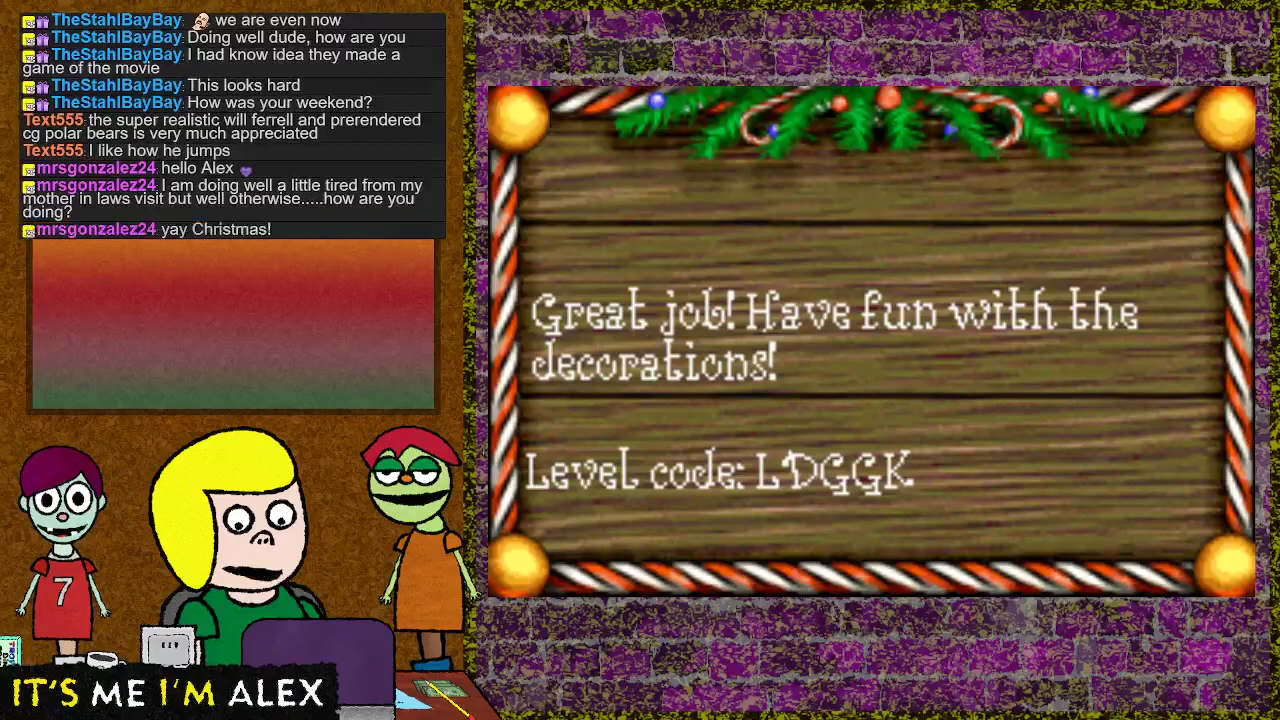 TheStahlBayBay: we are even now
TheStahlBayBay: Doing well dude, how are you
TheStahlBayBay: I had know idea they made a
game of the movie
TheStahlBayBay: This looks hard
TheStahlBayBay: How was your weekend?
Text555: the super realistic will ferrell and prerendered
cg polar bears is very much appreciated
Text555: I like how he jumps
mrsgonzalez24: hello Alex
mrsgonzalez24: I am doing well a little tired from my
mother in laws visit but well otherwise.....how are you
doing?
mrsgonzalez24: yay Christmas!
Great job! Have fun with the
decorations!
Level code: LDGGK
7
IT'S ME I'M ALEX